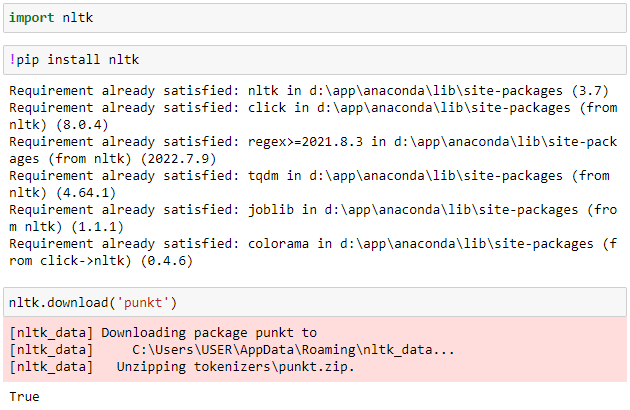 import nltk
!pip install nltk
Requirement already satisfied: nltk in d:\app\anaconda\lib\site-packages (3.7)
Requirement already satisfied: click in d:\app\anaconda\lib\site-packages (from
nltk) (8.0.4)
Requirement already satisfied: regex>=2021.8.3 in d:\app\anaconda\lib\site-pack
ages (from nltk) (2022.7.9)
Requirement already satisfied: tqdm in d:\app\anaconda\lib\site-packages (from
nltk) (4.64.1)
Requirement already satisfied: joblib in d:\app\anaconda\lib\site-packages (fro
m nltk) (1.1.1)
Requirement already satisfied: colorama in d:\app\anaconda\lib\site-packages (f
rom click->nltk) (0.4.6)
nltk.download('punkt')
[nltk_data] Downloading package punkt to
[nltk_data]     C:\Users\USER\AppData\Roaming\nltk_data...
[nltk_data]   Unzipping tokenizers\punkt.zip.
True